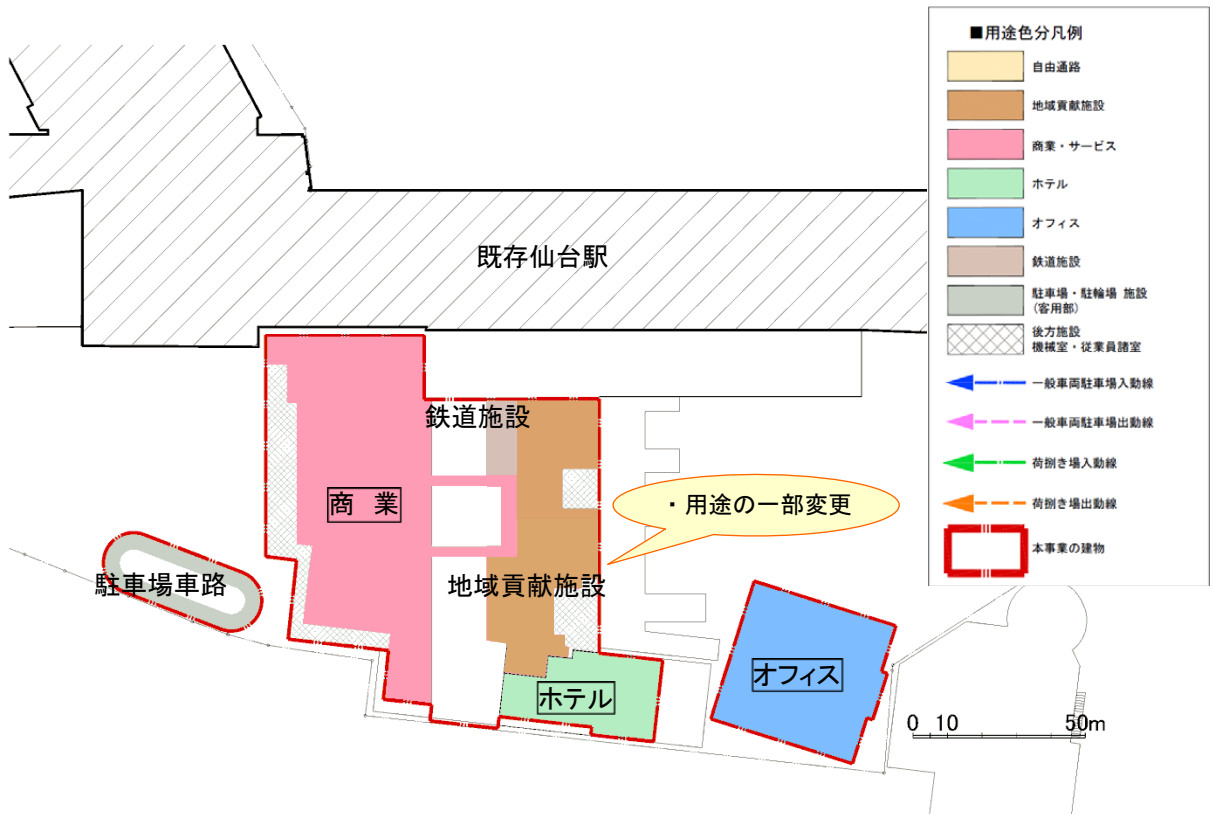 ■用途色分凡例
自由通路
地域貢献施設
商業・サービス
ホテル
オフィス
鉄道施設
駐車場・駐輪場 施設
(客用部)
後方施設
機械室・従業員諸室
一般車両駐車場入動線
一般車両駐車場出動線
荷捌き場入動線
荷捌き場出動線
本事業の建物
既存仙台駅
鉄道施設
商 業
・用途の一部変更
駐車場車路
地域貢献施設
オフィス
ホテル
0 10 50m